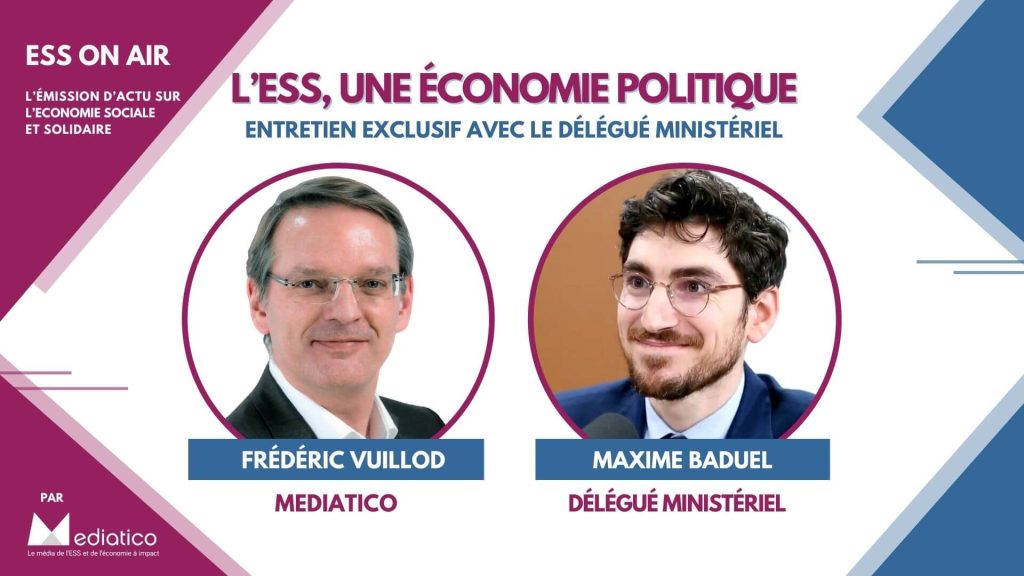 ESS ON AIR
L'ÉMISSION D'ACTU SUR
L'ECONOMIE SOCIALE
ET SOLIDAIRE
L'ESS, UNE ÉCONOMIE POLITIQUE
ENTRETIEN EXCLUSIF AVEC LE DÉLÉGUÉ MINISTÉRIEL
FRÉDÉRIC VUILLOD
MEDIATICO
MAXIME BADUEL
DÉLÉGUÉ MINISTÉRIEL
PAR
Mediatico
Le média de l'ESS et de l'économie à impact